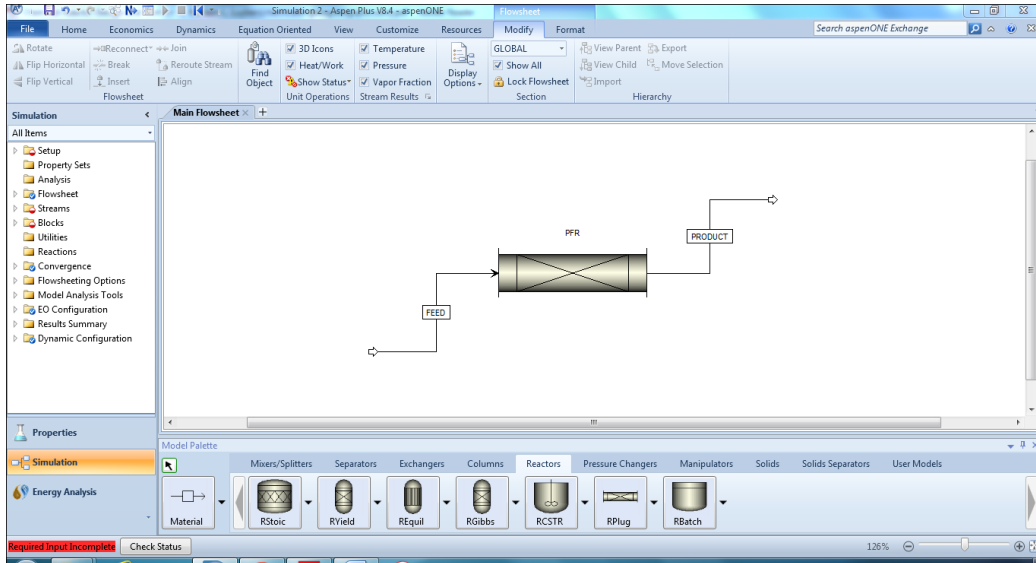 Simulation 2 - Aspen Plus V8.4 - aspenONE
Flowsheet
File Home Economics Dynamics Equation Oriented View Customize Resources Modify Format
Search aspenONE Exchange
Rotate Reconnect Join
Flip Horizontal Break Reroute Stream
Flip Vertical Insert Align
Flowsheet
Find Object
3D Icons
Heat/Work
Show Status
Unit Operations
Temperature
Pressure
Vapor Fraction
Stream Results
Display Options
GLOBAL
Show All
Lock Flowsheet
Section
View Parent Export
View Child Move Selection
Import
Hierarchy
Simulation
All Items
Setup
Property Sets
Analysis
Flowsheet
Streams
Blocks
Utilities
Reactions
Convergence
Flowsheeting Options
Model Analysis Tools
EO Configuration
Results Summary
Dynamic Configuration
Properties
Simulation
Energy Analysis
Main Flowsheet
PFR
PRODUCT
FEED
Model Palette
Mixers/Splitters Separators Exchangers Columns Reactors Pressure Changers Manipulators Solids Solids Separators User Models
Material RStoic RYield REquil RGibbs RCSTR RPlug RBatch
Required Input Incomplete Check Status 126%